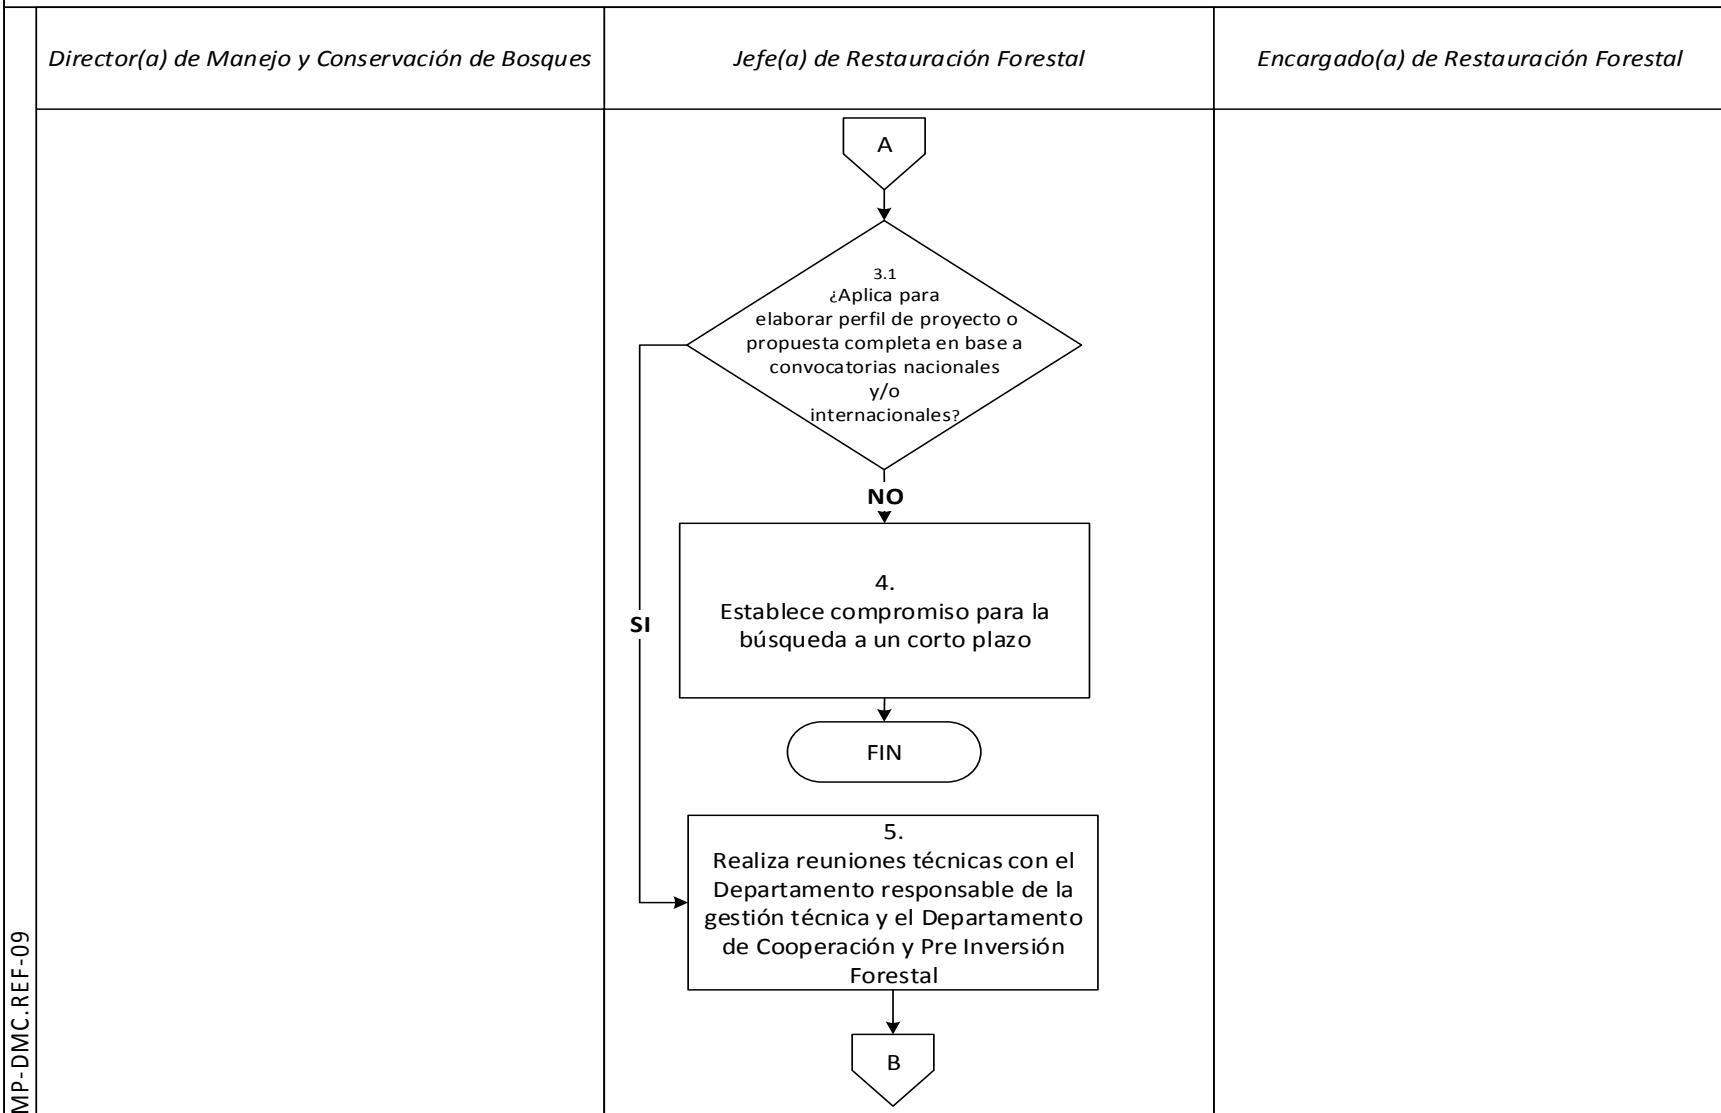 Director(a) de Manejo y Conservación de Bosques
Jefe(a) de Restauración Forestal
Encargado(a) de Restauración Forestal
A
3.1
¿Aplica para
elaborar perfil de proyecto o
propuesta completa en base a
convocatorias nacionales
y/o
internacionales?
NO
4.
Establece compromiso para la
búsqueda a un corto plazo
SI
FIN
5.
Realiza reuniones técnicas con el
Departamento responsable de la
gestión técnica y el Departamento
de Cooperación y Pre Inversión
Forestal
B
MP-DMC.REF-09